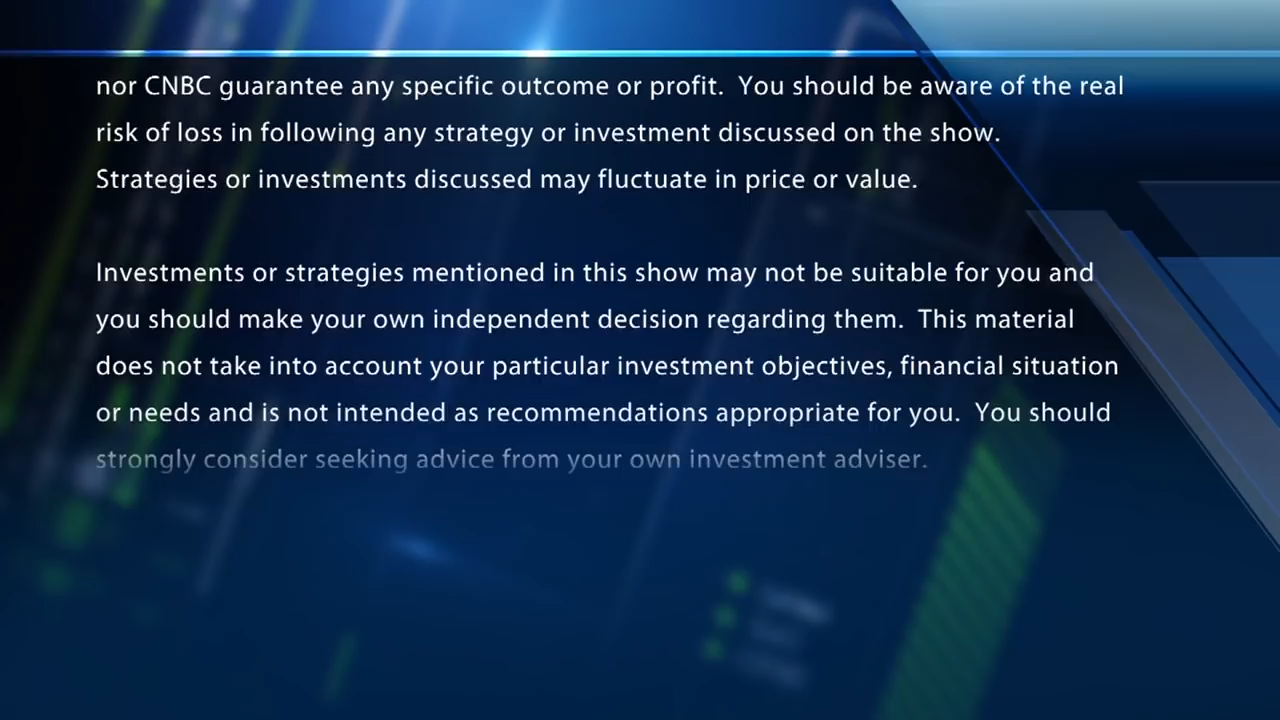 nor CNBC guarantee any specific outcome or profit.  You should be aware of the real
risk of loss in following any strategy or investment discussed on the show.
Strategies or investments discussed may fluctuate in price or value.
Investments or strategies mentioned in this show may not be suitable for you and
you should make your own independent decision regarding them.  This material
does not take into account your particular investment objectives, financial situation
or needs and is not intended as recommendations appropriate for you.  You should
strongly consider seeking advice from your own investment adviser.